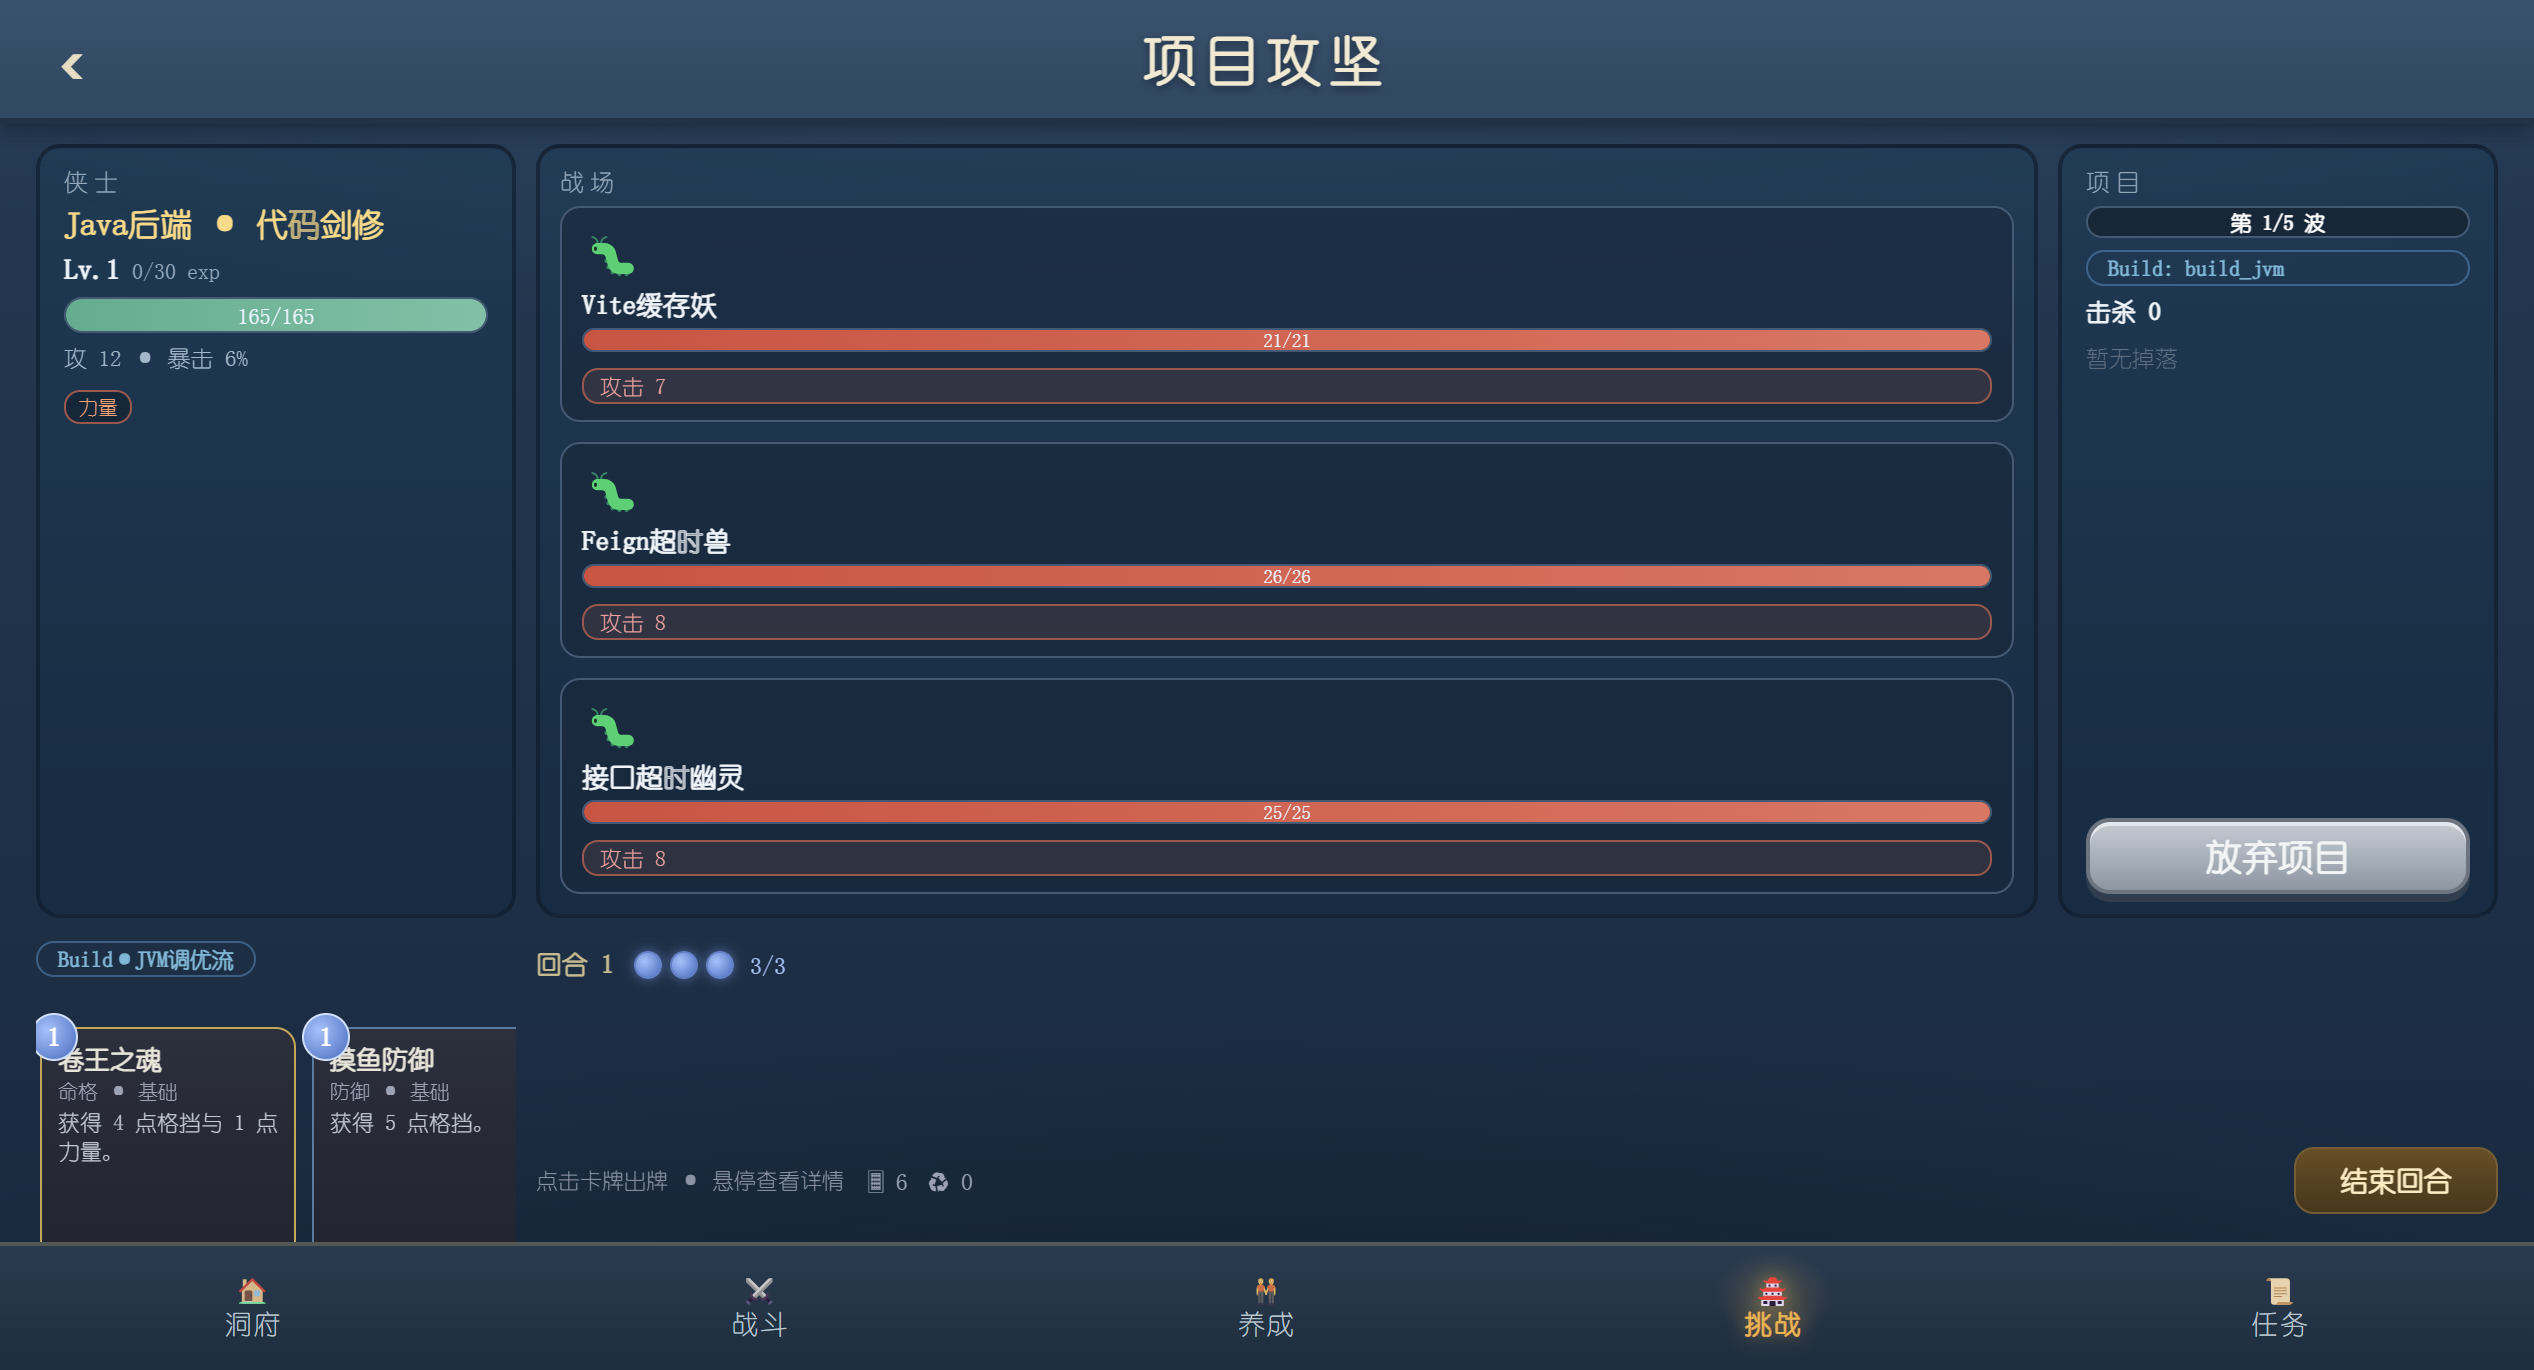 项目攻坚
侠士
Java后端 • 代码剑修
Lv.1 0/30 exp
165/165
攻 12 • 暴击 6%
力量
战场
Vite缓存妖
21/21
攻击 7
Feign超时兽
26/26
攻击 8
接口超时幽灵
25/25
攻击 8
项目
第 1/5 波
Build: build_jvm
击杀 0
暂无掉落
放弃项目
Build•JVM调优流
1
卷王之魂
命格 • 基础
获得 4 点格挡与 1 点
力量。
1
摸鱼防御
防御 • 基础
获得 5 点格挡。
回合 1 3/3
点击卡牌出牌 • 悬停查看详情 6 0
结束回合
洞府
战斗
养成
挑战
任务